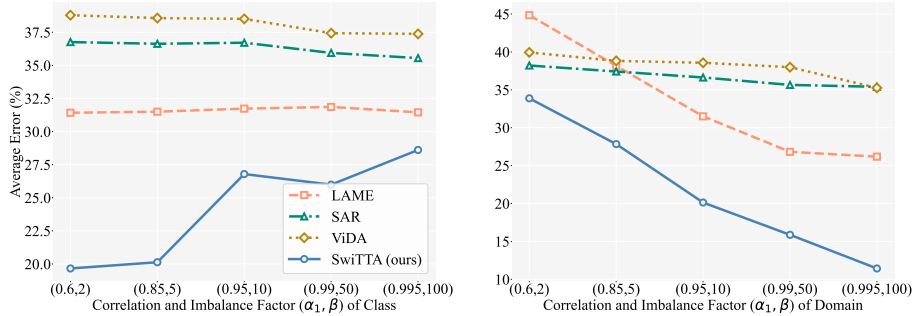 Average Error (%)
37.5
35.0
32.5
30.0
27.5
25.0
22.5
20.0
LAME
SAR
ViDA
SwiTTA (ours)
(0.6,2) (0.85,5) (0.95,10) (0.99,50) (0.995,100)
Correlation and Imbalance Factor (α₁, β) of Class
45
40
35
30
25
20
15
10
(0.6,2) (0.85,5) (0.95,10) (0.99,50) (0.995,100)
Correlation and Imbalance Factor (α₁, β) of Domain